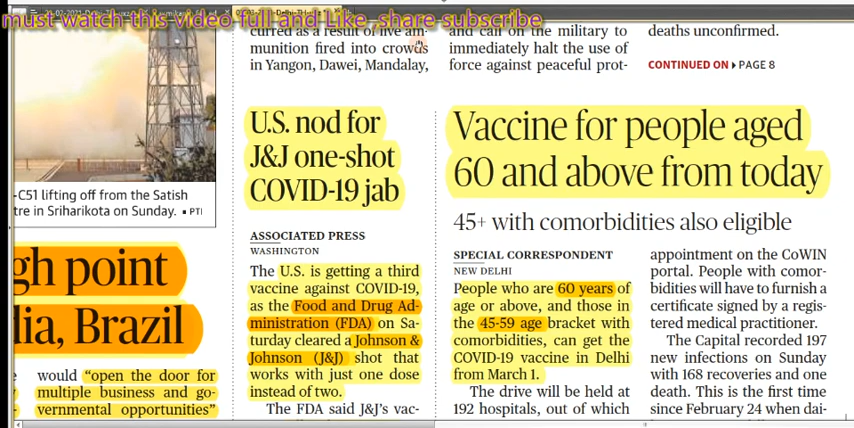 must watch this video full and Like ,share subscribe
curred as a result of live am-
munition fired into crowds
in Yangon, Dawei, Mandalay,
and call on the military to
immediately halt the use of
force against peaceful prot-
deaths unconfirmed.
CONTINUED ON ▸ PAGE 8
-C51 lifting off from the Satish
tre in Sriharikota on Sunday. ▪ PTI
gh point
dia, Brazil
would “open the door for
multiple business and go-
vernmental opportunities”
U.S. nod for
J&J one-shot
COVID-19 jab
ASSOCIATED PRESS
WASHINGTON
The U.S. is getting a third
vaccine against COVID-19,
as the Food and Drug Ad-
ministration (FDA) on Sa-
turday cleared a Johnson &
Johnson (J&J) shot that
works with just one dose
instead of two.
The FDA said J&J’s vac-
Vaccine for people aged
60 and above from today
45+ with comorbidities also eligible
SPECIAL CORRESPONDENT
NEW DELHI
People who are 60 years of
age or above, and those in
the 45-59 age bracket with
comorbidities, can get the
COVID-19 vaccine in Delhi
from March 1.
The drive will be held at
192 hospitals, out of which
appointment on the CoWIN
portal. People with comor-
bidities will have to furnish a
certificate signed by a regis-
tered medical practitioner.
The Capital recorded 197
new infections on Sunday
with 168 recoveries and one
death. This is the first time
since February 24 when dai-